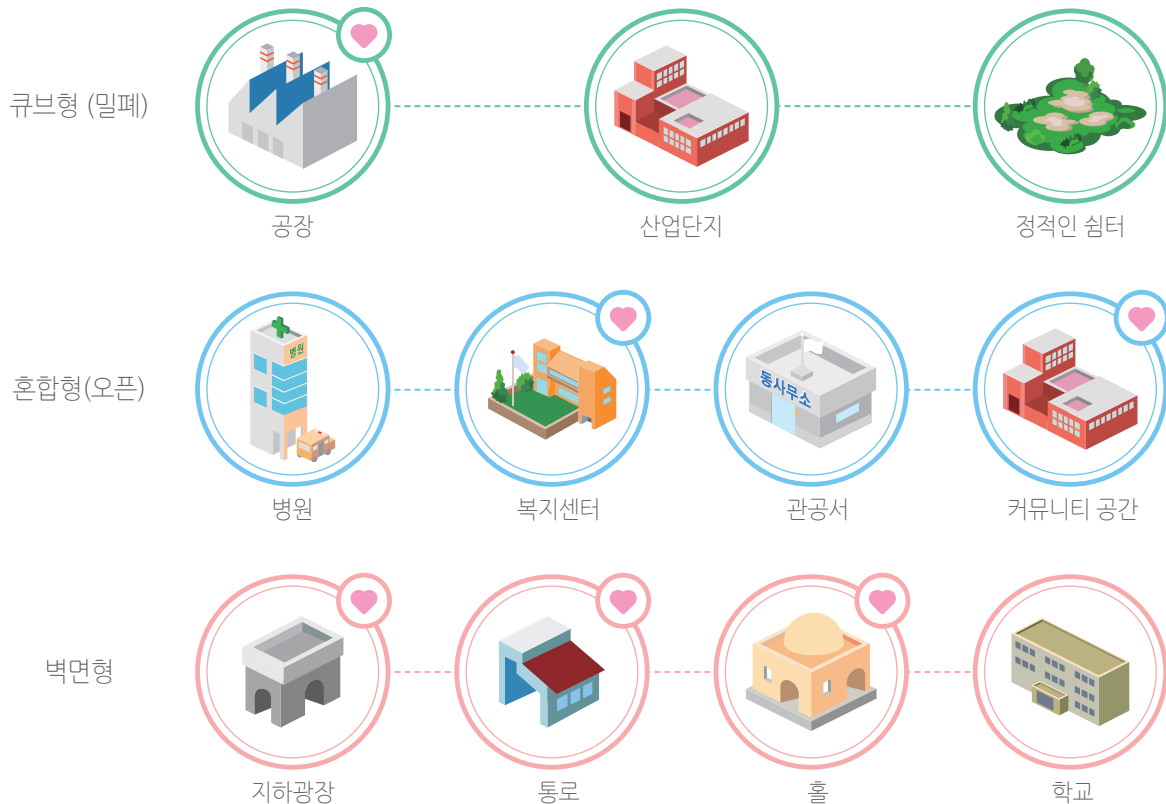 큐브형 (밀폐)
공장
산업단지
정적인 쉼터
병원
동사무소
혼합형(오픈)
병원
복지센터
관공서
커뮤니티 공간
벽면형
지하광장
통로
홀
학교